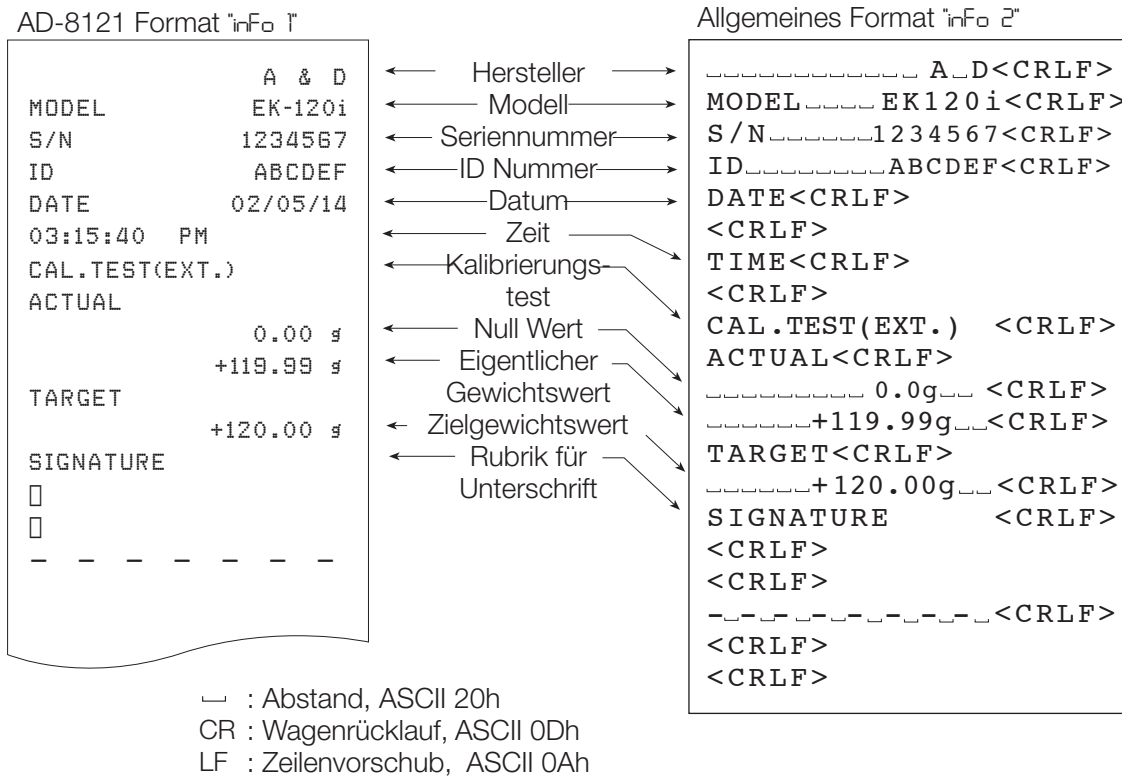 AD-8121 Format "inFo 1"
A & D
MODEL EK-120i
S/N 1234567
ID ABCDEF
DATE 02/05/14
03:15:40 PM
CAL.TEST(EXT.)
ACTUAL
0.00 g
+119.99 g
TARGET
+120.00 g
SIGNATURE
▯
▯
– – – – – – –
Hersteller
Modell
Seriennummer
ID Nummer
Datum
Zeit
Kalibrierungs-
test
Null Wert
Eigentlicher
Gewichtswert
Zielgewichtswert
Rubrik für
Unterschrift
Allgemeines Format "inFo 2"
␣␣␣␣␣␣␣␣␣␣␣␣ A␣D<CRLF>
MODEL␣␣␣␣EK120i<CRLF>
S/N␣␣␣␣␣␣1234567<CRLF>
ID␣␣␣␣␣␣␣␣ABCDEF<CRLF>
DATE<CRLF>
<CRLF>
TIME<CRLF>
<CRLF>
CAL.TEST(EXT.) <CRLF>
ACTUAL<CRLF>
␣␣␣␣␣␣␣␣␣ 0.0g␣␣ <CRLF>
␣␣␣␣␣␣+119.99g␣␣<CRLF>
TARGET<CRLF>
␣␣␣␣␣␣+120.00g␣␣ <CRLF>
SIGNATURE <CRLF>
<CRLF>
<CRLF>
–␣–␣–␣–␣–␣–␣–␣–␣<CRLF>
<CRLF>
<CRLF>
␣ : Abstand, ASCII 20h
CR : Wagenrücklauf, ASCII 0Dh
LF : Zeilenvorschub, ASCII 0Ah